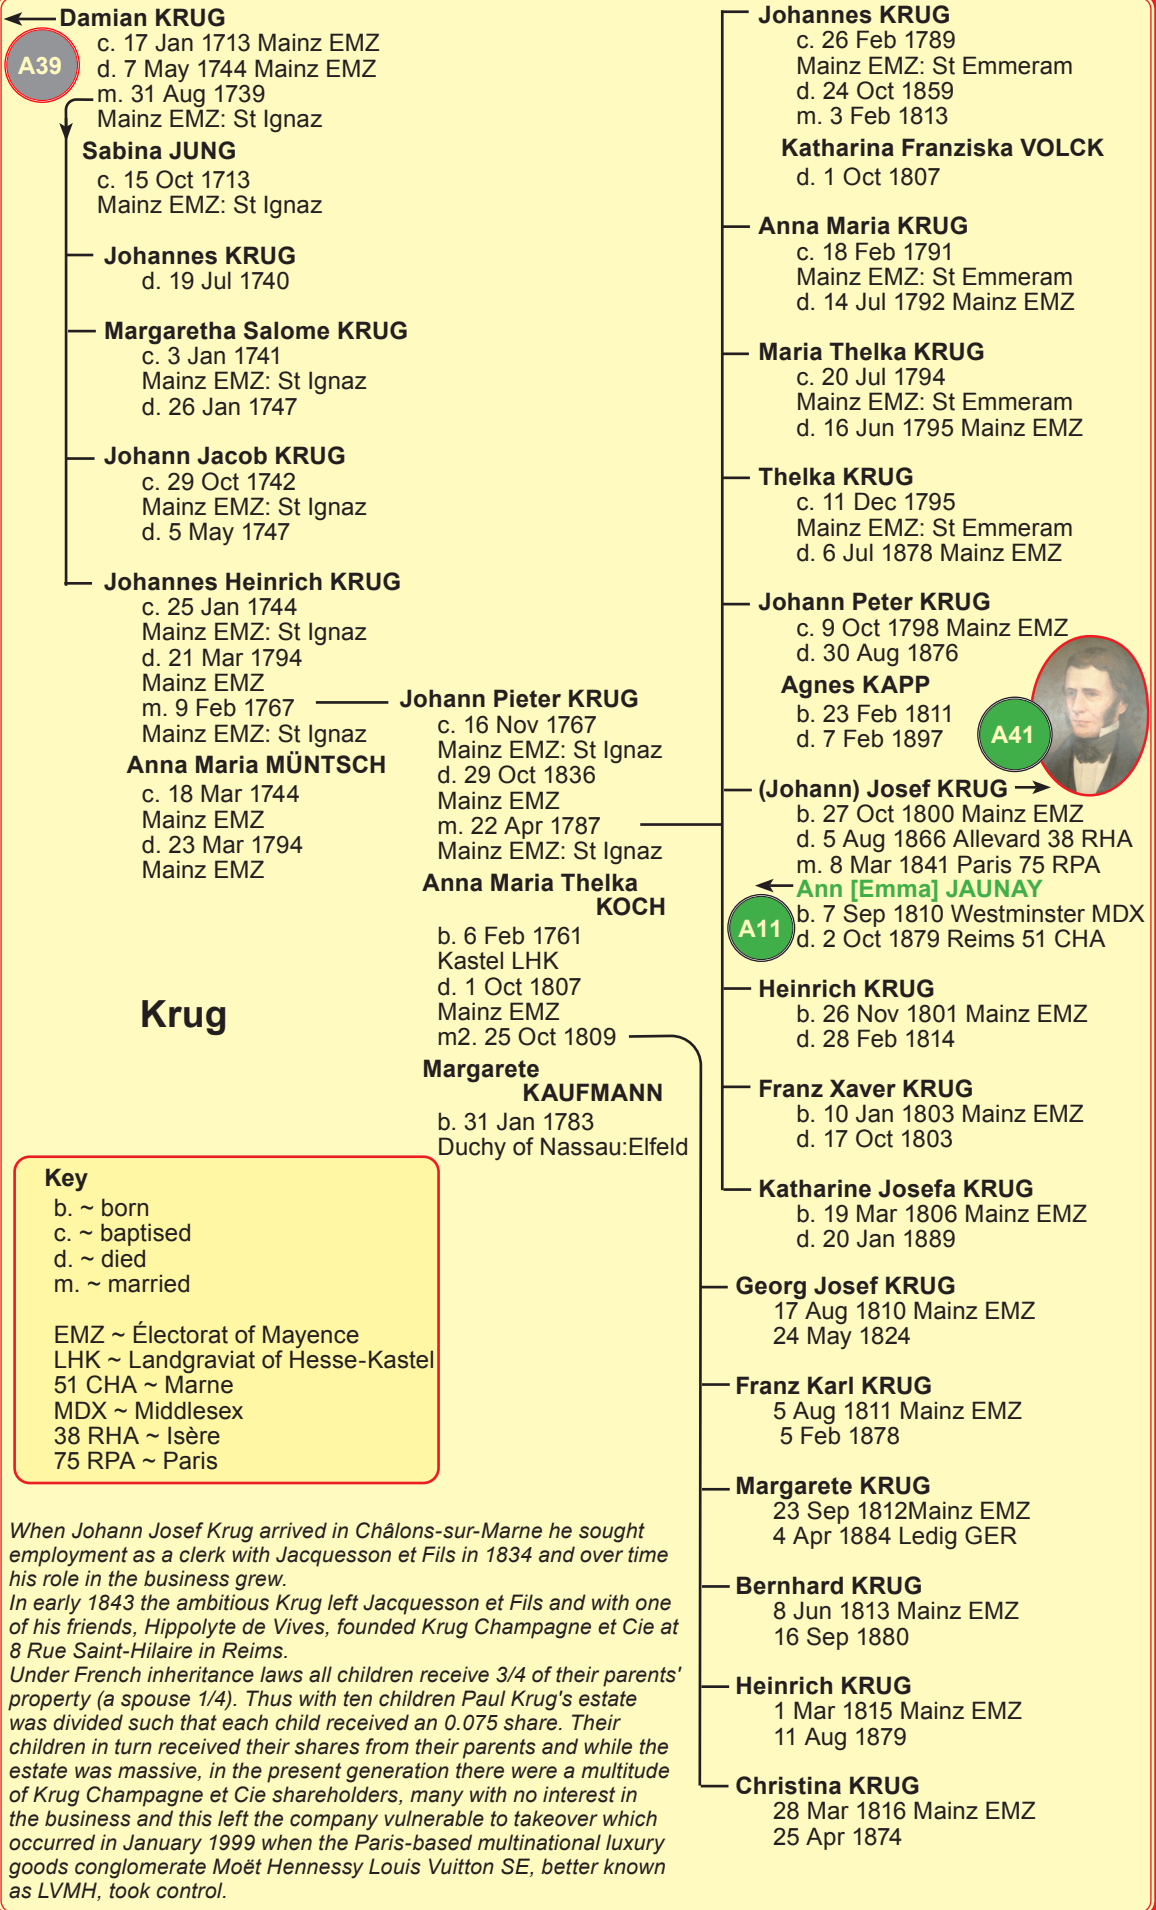 Damian KRUG
c. 17 Jan 1713 Mainz EMZ
A39
d. 7 May 1744 Mainz EMZ
m. 31 Aug 1739
Mainz EMZ: St Ignaz
Sabina JUNG
c. 15 Oct 1713
Mainz EMZ: St Ignaz
Johannes KRUG
d. 19 Jul 1740
Margaretha Salome KRUG
c. 3 Jan 1741
Mainz EMZ: St Ignaz
d. 26 Jan 1747
Johann Jacob KRUG
c. 29 Oct 1742
Mainz EMZ: St Ignaz
d. 5 May 1747
Johannes Heinrich KRUG
c. 25 Jan 1744
Mainz EMZ: St Ignaz
d. 21 Mar 1794
Mainz EMZ
m. 9 Feb 1767
Mainz EMZ: St Ignaz
Anna Maria MÜNTSCH
c. 18 Mar 1744
Mainz EMZ
d. 23 Mar 1794
Mainz EMZ
Johann Pieter KRUG
c. 16 Nov 1767
Mainz EMZ: St Ignaz
d. 29 Oct 1836
Mainz EMZ
m. 22 Apr 1787
Mainz EMZ: St Ignaz
Anna Maria Thelka
KOCH
b. 6 Feb 1761
Kastel LHK
d. 1 Oct 1807
Mainz EMZ
m2. 25 Oct 1809
Margarete
KAUFMANN
b. 31 Jan 1783
Duchy of Nassau:Elfeld
Johannes KRUG
c. 26 Feb 1789
Mainz EMZ: St Emmeram
d. 24 Oct 1859
m. 3 Feb 1813
Katharina Franziska VOLCK
d. 1 Oct 1807
Anna Maria KRUG
c. 18 Feb 1791
Mainz EMZ: St Emmeram
d. 14 Jul 1792 Mainz EMZ
Maria Thelka KRUG
c. 20 Jul 1794
Mainz EMZ: St Emmeram
d. 16 Jun 1795 Mainz EMZ
Thelka KRUG
c. 11 Dec 1795
Mainz EMZ: St Emmeram
d. 6 Jul 1878 Mainz EMZ
Johann Peter KRUG
c. 9 Oct 1798 Mainz EMZ
d. 30 Aug 1876
Agnes KAPP
b. 23 Feb 1811
d. 7 Feb 1897
A41
(Johann) Josef KRUG
b. 27 Oct 1800 Mainz EMZ
d. 5 Aug 1866 Allevard 38 RHA
m. 8 Mar 1841 Paris 75 RPA
Ann [Emma] JAUNAY
A11
b. 7 Sep 1810 Westminster MDX
d. 2 Oct 1879 Reims 51 CHA
Heinrich KRUG
b. 26 Nov 1801 Mainz EMZ
d. 28 Feb 1814
Franz Xaver KRUG
b. 10 Jan 1803 Mainz EMZ
d. 17 Oct 1803
Katharine Josefa KRUG
b. 19 Mar 1806 Mainz EMZ
d. 20 Jan 1889
Georg Josef KRUG
17 Aug 1810 Mainz EMZ
24 May 1824
Franz Karl KRUG
5 Aug 1811 Mainz EMZ
5 Feb 1878
Margarete KRUG
23 Sep 1812Mainz EMZ
4 Apr 1884 Ledig GER
Bernhard KRUG
8 Jun 1813 Mainz EMZ
16 Sep 1880
Heinrich KRUG
1 Mar 1815 Mainz EMZ
11 Aug 1879
Christina KRUG
28 Mar 1816 Mainz EMZ
25 Apr 1874
Krug
Key
b. ~ born
c. ~ baptised
d. ~ died
m. ~ married
EMZ ~ Électorat of Mayence
LHK ~ Landgraviat of Hesse-Kastel
51 CHA ~ Marne
MDX ~ Middlesex
38 RHA ~ Isère
75 RPA ~ Paris
When Johann Josef Krug arrived in Châlons-sur-Marne he sought
employment as a clerk with Jacquesson et Fils in 1834 and over time
his role in the business grew.
In early 1843 the ambitious Krug left Jacquesson et Fils and with one
of his friends, Hippolyte de Vives, founded Krug Champagne et Cie at
8 Rue Saint-Hilaire in Reims.
Under French inheritance laws all children receive 3/4 of their parents'
property (a spouse 1/4). Thus with ten children Paul Krug's estate
was divided such that each child received an 0.075 share. Their
children in turn received their shares from their parents and while the
estate was massive, in the present generation there were a multitude
of Krug Champagne et Cie shareholders, many with no interest in
the business and this left the company vulnerable to takeover which
occurred in January 1999 when the Paris-based multinational luxury
goods conglomerate Moët Hennessy Louis Vuitton SE, better known
as LVMH, took control.